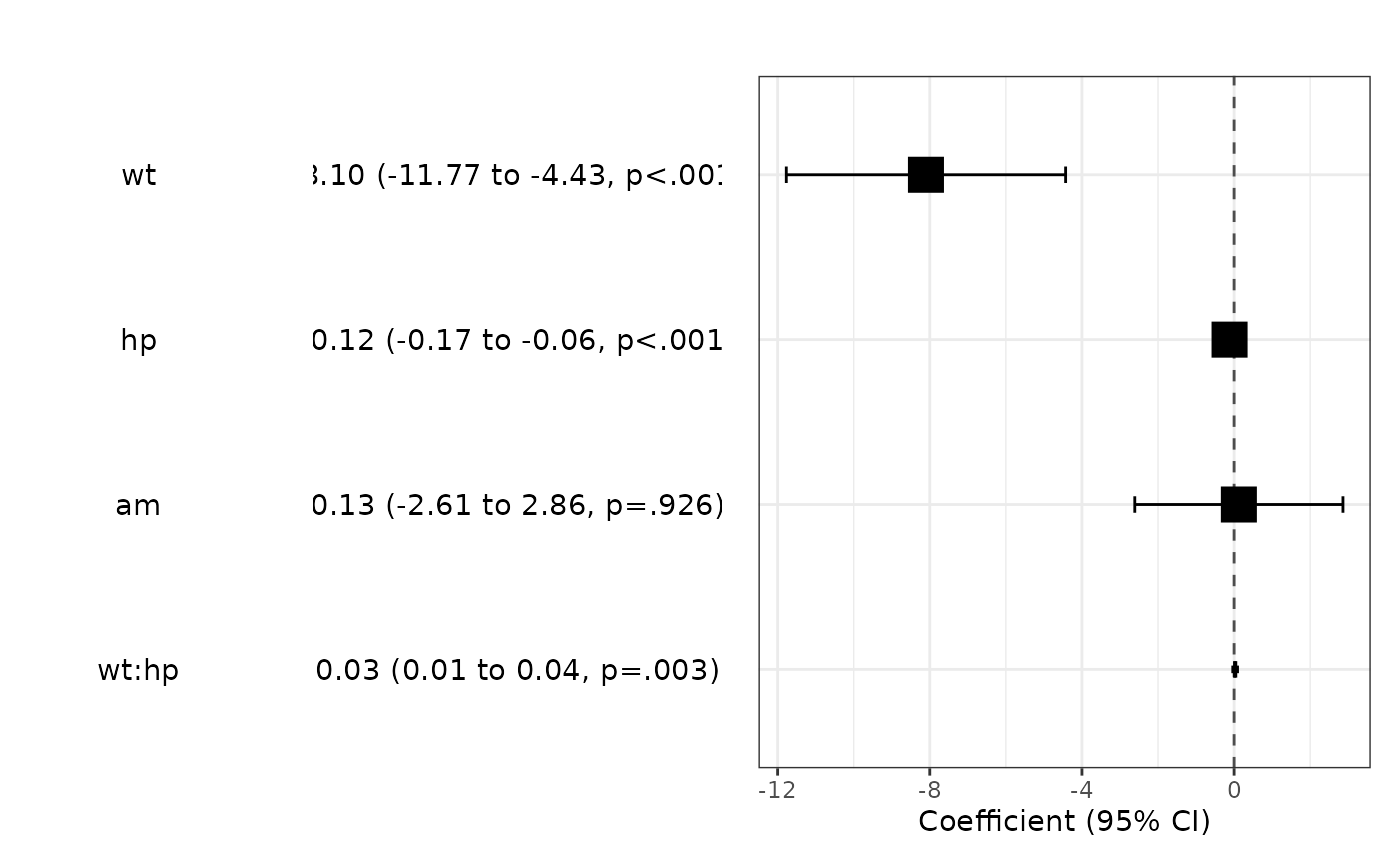 wt
.10 (-11.77 to -4.43, p<.001
hp
0.12 (-0.17 to -0.06, p<.001
am
0.13 (-2.61 to 2.86, p=.926)
wt:hp
0.03 (0.01 to 0.04, p=.003)
-12 -8 -4 0
Coefficient (95% CI)